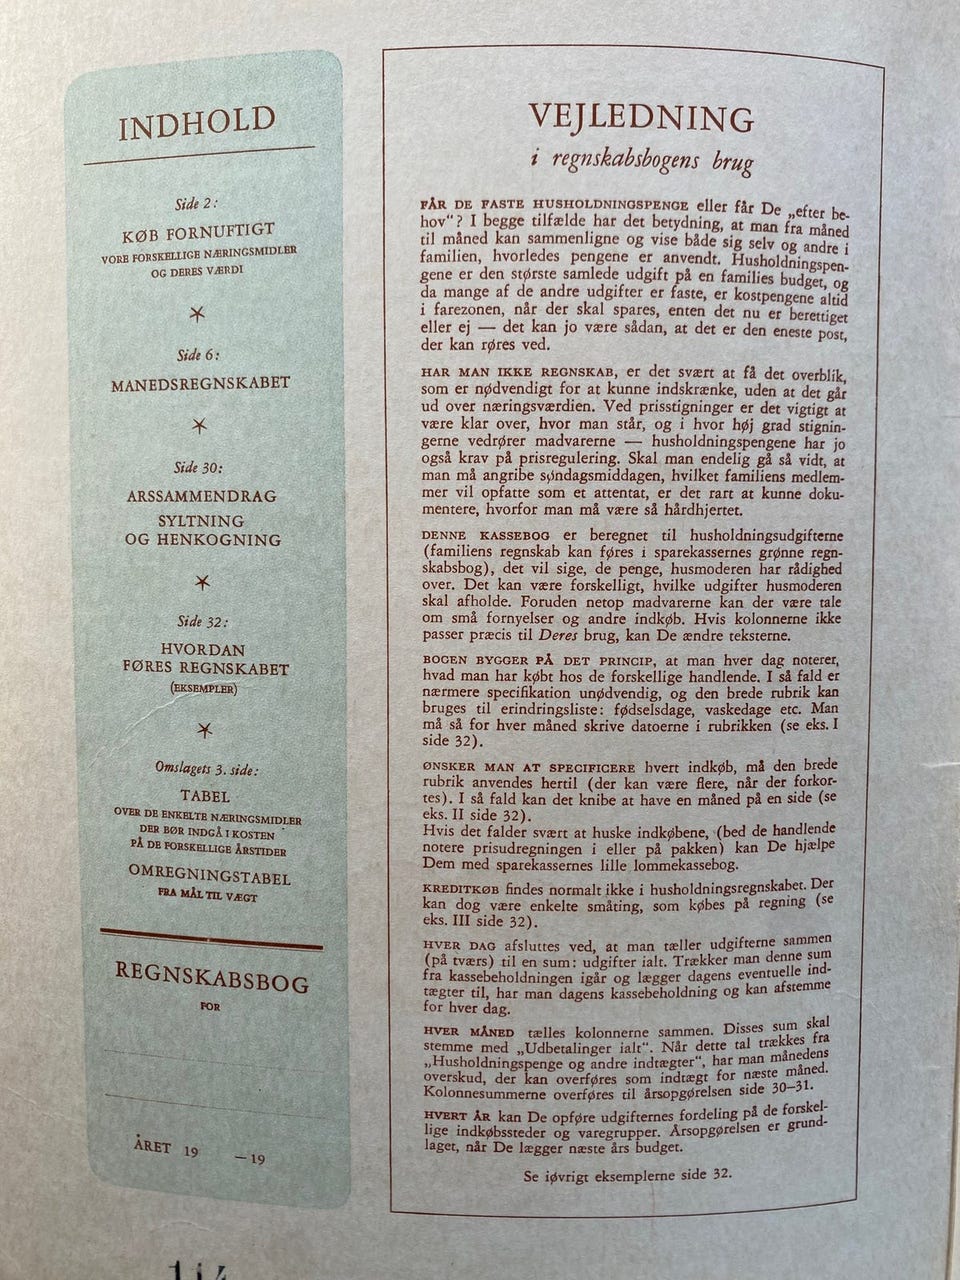 INDHOLD
Side 2:
KØB FORNUFTIGT
VORE FORSKELLIGE NÆRINGSMIDLER
OG DERES VÆRDI
Side 6:
MANEDSREGNSKABET
Side 30:
ARSSAMMENDRAG
SYLTNING
OG HENKOGNING
Side 32:
HVORDAN
FØRES REGNSKABET
(EKSEMPLER)
Omslagets 3. side:
TABEL
OVER DE ENKELTE NÆRINGSMIDLER
DER BØR INDGÅ I KOSTEN
PÅ DE FORSKELLIGE ÅRSTIDER
OMREGNINGSTABEL
FRA MÅL TIL VÆGT
REGNSKABSBOG
FOR
ÅRET 19 —19
VEJLEDNING
i regnskabsbogens brug
FÅR DE FASTE HUSHOLDNINGSPENGE eller får De „efter be-
hov“? I begge tilfælde har det betydning, at man fra måned
til måned kan sammenligne og vise både sig selv og andre i
familien, hvorledes pengene er anvendt. Husholdningspen-
gene er den største samlede udgift på en families budget, og
da mange af de andre udgifter er faste, er kostpengene altid
i farezonen, når der skal spares, enten det nu er berettiget
eller ej — det kan jo være sådan, at det er den eneste post,
der kan røres ved.
HAR MAN IKKE REGNSKAB, er det svært at få det overblik,
som er nødvendigt for at kunne indskrænke, uden at det går
ud over næringsværdien. Ved prisstigninger er det vigtigt at
være klar over, hvor man står, og i hvor høj grad stignin-
gerne vedrører madvarerne — husholdningspengene har jo
også krav på prisregulering. Skal man endelig gå så vidt, at
man må angribe søndagsmiddagen, hvilket familiens medlem-
mer vil opfatte som et attentat, er det rart at kunne doku-
mentere, hvorfor man må være så hårdhjertet.
DENNE KASSEBOG er beregnet til husholdningsudgifterne
(familiens regnskab kan føres i sparekassernes grønne regn-
skabsbog), det vil sige, de penge, husmoderen har rådighed
over. Det kan være forskelligt, hvilke udgifter husmoderen
skal afholde. Foruden netop madvarerne kan der være tale
om små fornyelser og andre indkøb. Hvis kolonnerne ikke
passer præcis til Deres brug, kan De ændre teksterne.
BOGEN BYGGER PÅ DET PRINCIP, at man hver dag noterer,
hvad man har købt hos de forskellige handlende. I så fald er
nærmere specifikation unødvendig, og den brede rubrik kan
bruges til erindringsliste: fødselsdage, vaskedage etc. Man
må så for hver måned skrive datoerne i rubrikken (se eks. I
side 32).
ØNSKER MAN AT SPECIFICERE hvert indkøb, må den brede
rubrik anvendes hertil (der kan være flere, når der forkor-
tes). I så fald kan det knibe at have en måned på en side (se
eks. II side 32).
Hvis det falder svært at huske indkøbene, (bed de handlende
notere prisudregningen i eller på pakken) kan De hjælpe
Dem med sparekassernes lille lommekassebog.
KREDITKØB findes normalt ikke i husholdningsregnskabet. Der
kan dog være enkelte småting, som købes på regning (se
eks. III side 32).
HVER DAG afsluttes ved, at man tæller udgifterne sammen
(på tværs) til en sum: udgifter ialt. Trækker man denne sum
fra kassebeholdningen igår og lægger dagens eventuelle ind-
tægter til, har man dagens kassebeholdning og kan afstemme
for hver dag.
HVER MÅNED tælles kolonnerne sammen. Disses sum skal
stemme med „Udbetalinger ialt“. Når dette tal trækkes fra
„Husholdningspenge og andre indtægter“, har man månedens
overskud, der kan overføres som indtægt for næste måned.
Kolonnesummerne overføres til årsopgørelsen side 30–31.
HVERT ÅR kan De opføre udgifternes fordeling på de forskel-
lige indkøbssteder og varegrupper. Årsopgørelsen er grund-
laget, når De lægger næste års budget.
Se iøvrigt eksemplerne side 32.